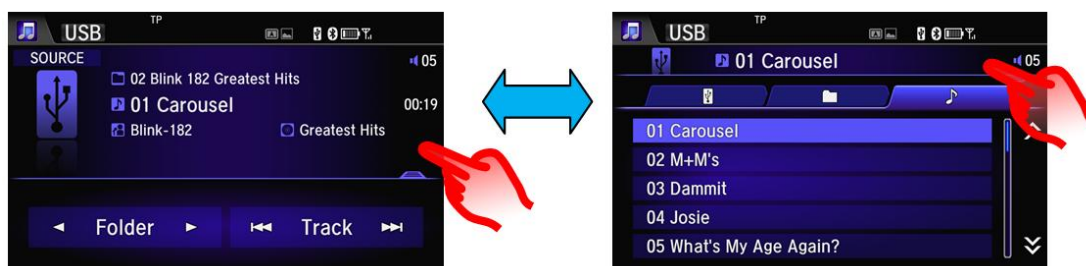 USB
TP
SOURCE
05
02 Blink 182 Greatest Hits
01 Carousel
00:19
Blink-182 Greatest Hits
Folder Track
USB
TP
01 Carousel
05
01 Carousel
02 M+M's
03 Dammit
04 Josie
05 What's My Age Again?